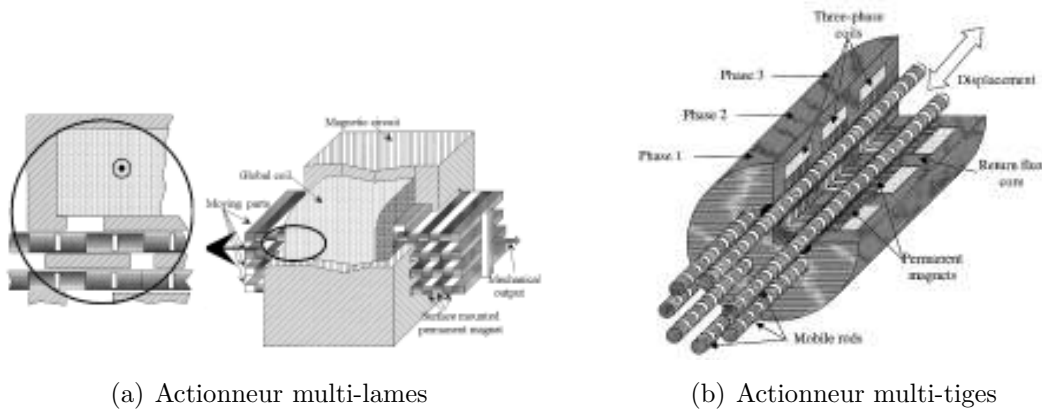 Magnetic circuit
Global coil
Moving parts
Mechanical
output
Surface mounted
permanent magnet
(a) Actionneur multi-lames
Three-phase
coils
Phase 3
Displacement
Phase 2
Phase 1
Return flux
core
Permanent
magnets
Mobile rods
(b) Actionneur multi-tiges